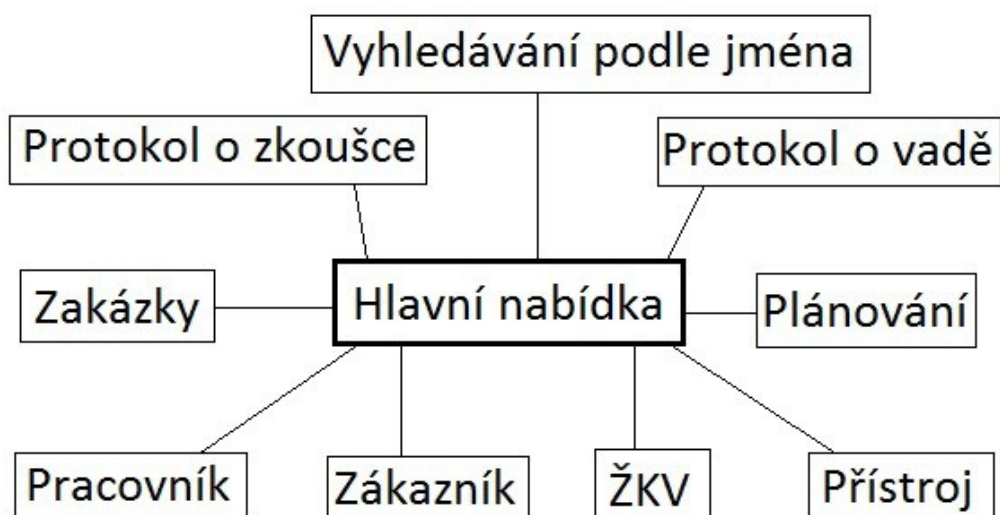 Vyhledávání podle jména
Protokol o zkoušce
Protokol o vadě
Zakázky
Hlavní nabídka
Plánování
Pracovník
Zákazník
ŽKV
Přístroj